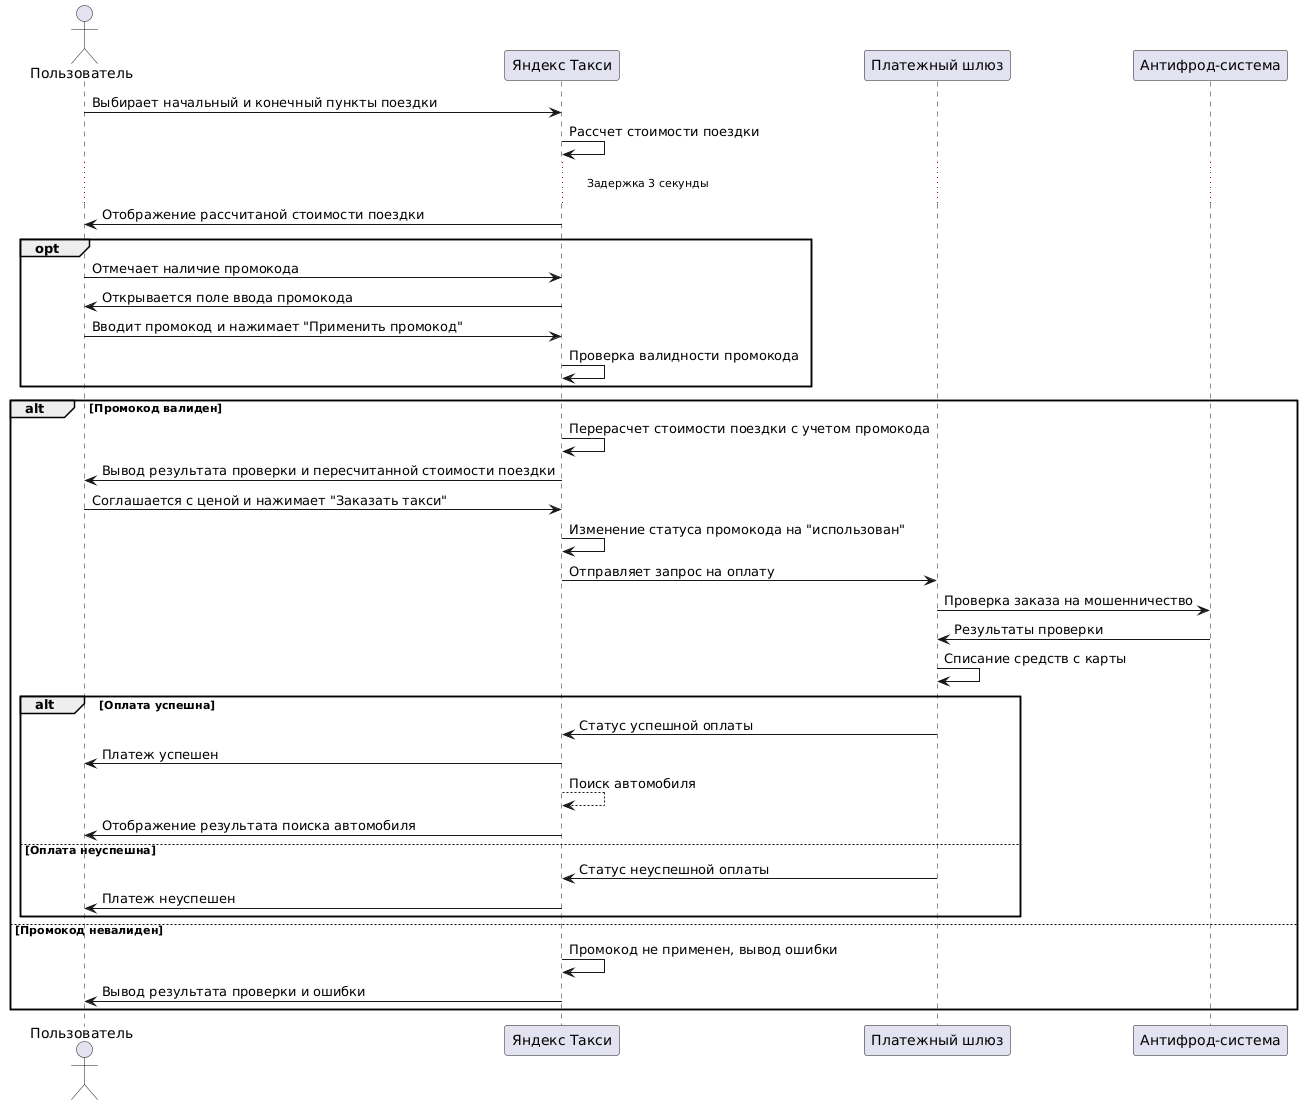 Пользователь
Яндекс Такси
Платежный шлюз
Антифрод-система
Выбирает начальный и конечный пункты поездки
Рассчет стоимости поездки
Задержка 3 секунды
Отображение рассчитаной стоимости поездки
opt
Отмечает наличие промокода
Открывается поле ввода промокода
Вводит промокод и нажимает "Применить промокод"
Проверка валидности промокода
alt [Промокод валиден]
Перерасчет стоимости поездки с учетом промокода
Вывод результата проверки и пересчитанной стоимости поездки
Соглашается с ценой и нажимает "Заказать такси"
Изменение статуса промокода на "использован"
Отправляет запрос на оплату
Проверка заказа на мошенничество
Результаты проверки
Списание средств с карты
alt [Оплата успешна]
Статус успешной оплаты
Платеж успешен
Поиск автомобиля
Отображение результата поиска автомобиля
[Оплата неуспешна]
Статус неуспешной оплаты
Платеж неуспешен
[Промокод невалиден]
Промокод не применен, вывод ошибки
Вывод результата проверки и ошибки
Пользователь
Яндекс Такси
Платежный шлюз
Антифрод-система